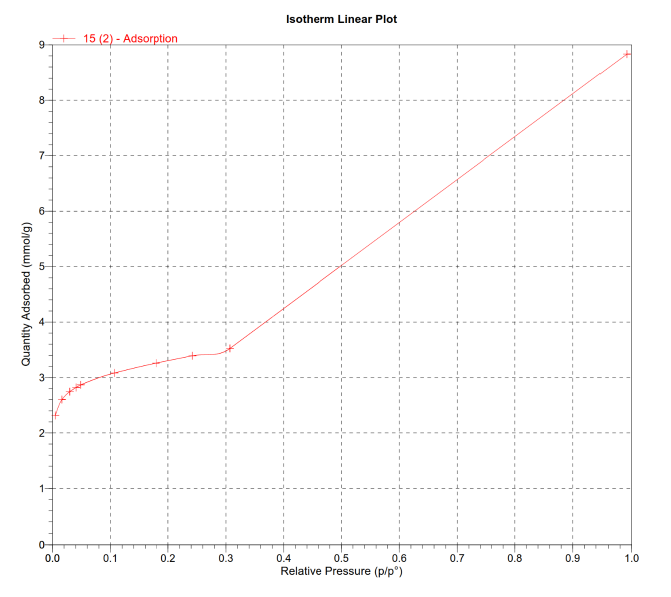 Isotherm Linear Plot
15 (2) - Adsorption
Quantity Adsorbed (mmol/g)
9
8
7
6
5
4
3
2
1
0
0.0 0.1 0.2 0.3 0.4 0.5 0.6 0.7 0.8 0.9 1.0
Relative Pressure (p/p°)